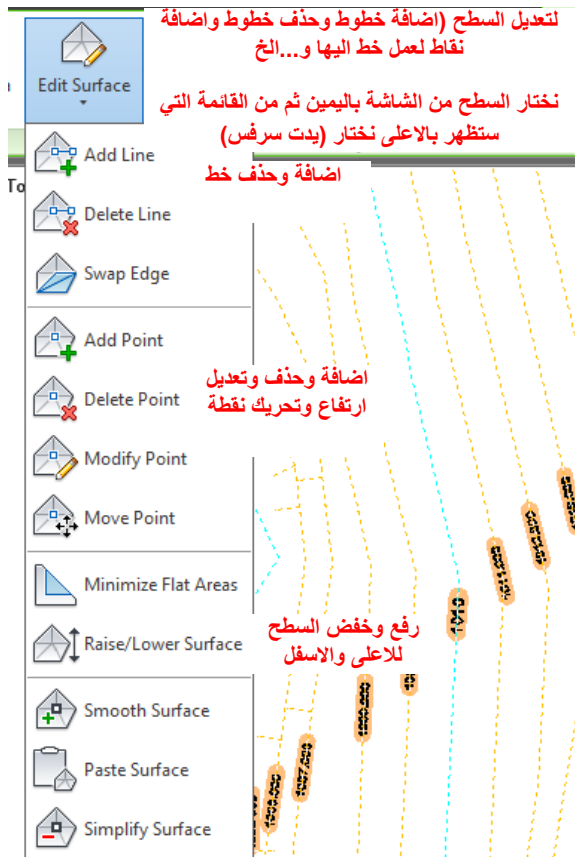 لتعديل السطح (اضافة خطوط وحذف خطوط واضافة
نقاط لعمل خط اليها و...الخ
نختار السطح من الشاشة باليمين ثم من القائمة التي
ستظهر بالاعلى نختار (يدت سرفس)
Edit Surface
To
Add Line
اضافة وحذف خط
Delete Line
Swap Edge
Add Point
اضافة وحذف وتعديل
ارتفاع وتحريك نقطة
Delete Point
Modify Point
Move Point
Minimize Flat Areas
رفع وخفض السطح
للاعلى والاسفل
Raise/Lower Surface
Smooth Surface
Paste Surface
Simplify Surface